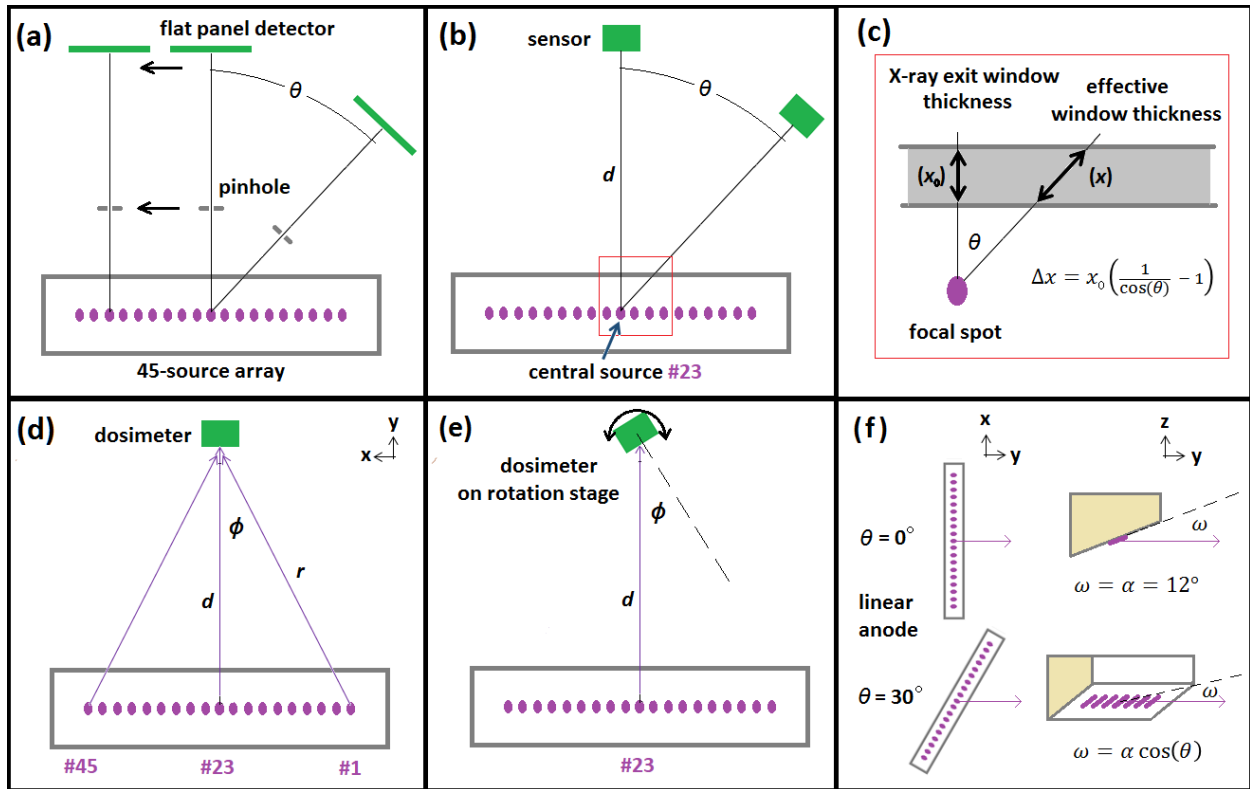 (a)
flat panel detector
θ
pinhole
45-source array
(b)
sensor
θ
d
central source #23
(c)
X-ray exit window
thickness
effective
window thickness
(x₀)
(x)
θ
Δx = x₀(1/cos(θ) − 1)
focal spot
(d)
dosimeter
y
x
ϕ
r
d
#45
#23
#1
(e)
dosimeter
on rotation stage
ϕ
d
#23
(f)
x
y
z
y
θ = 0°
ω
ω = α = 12°
linear
anode
θ = 30°
ω
ω = α cos(θ)